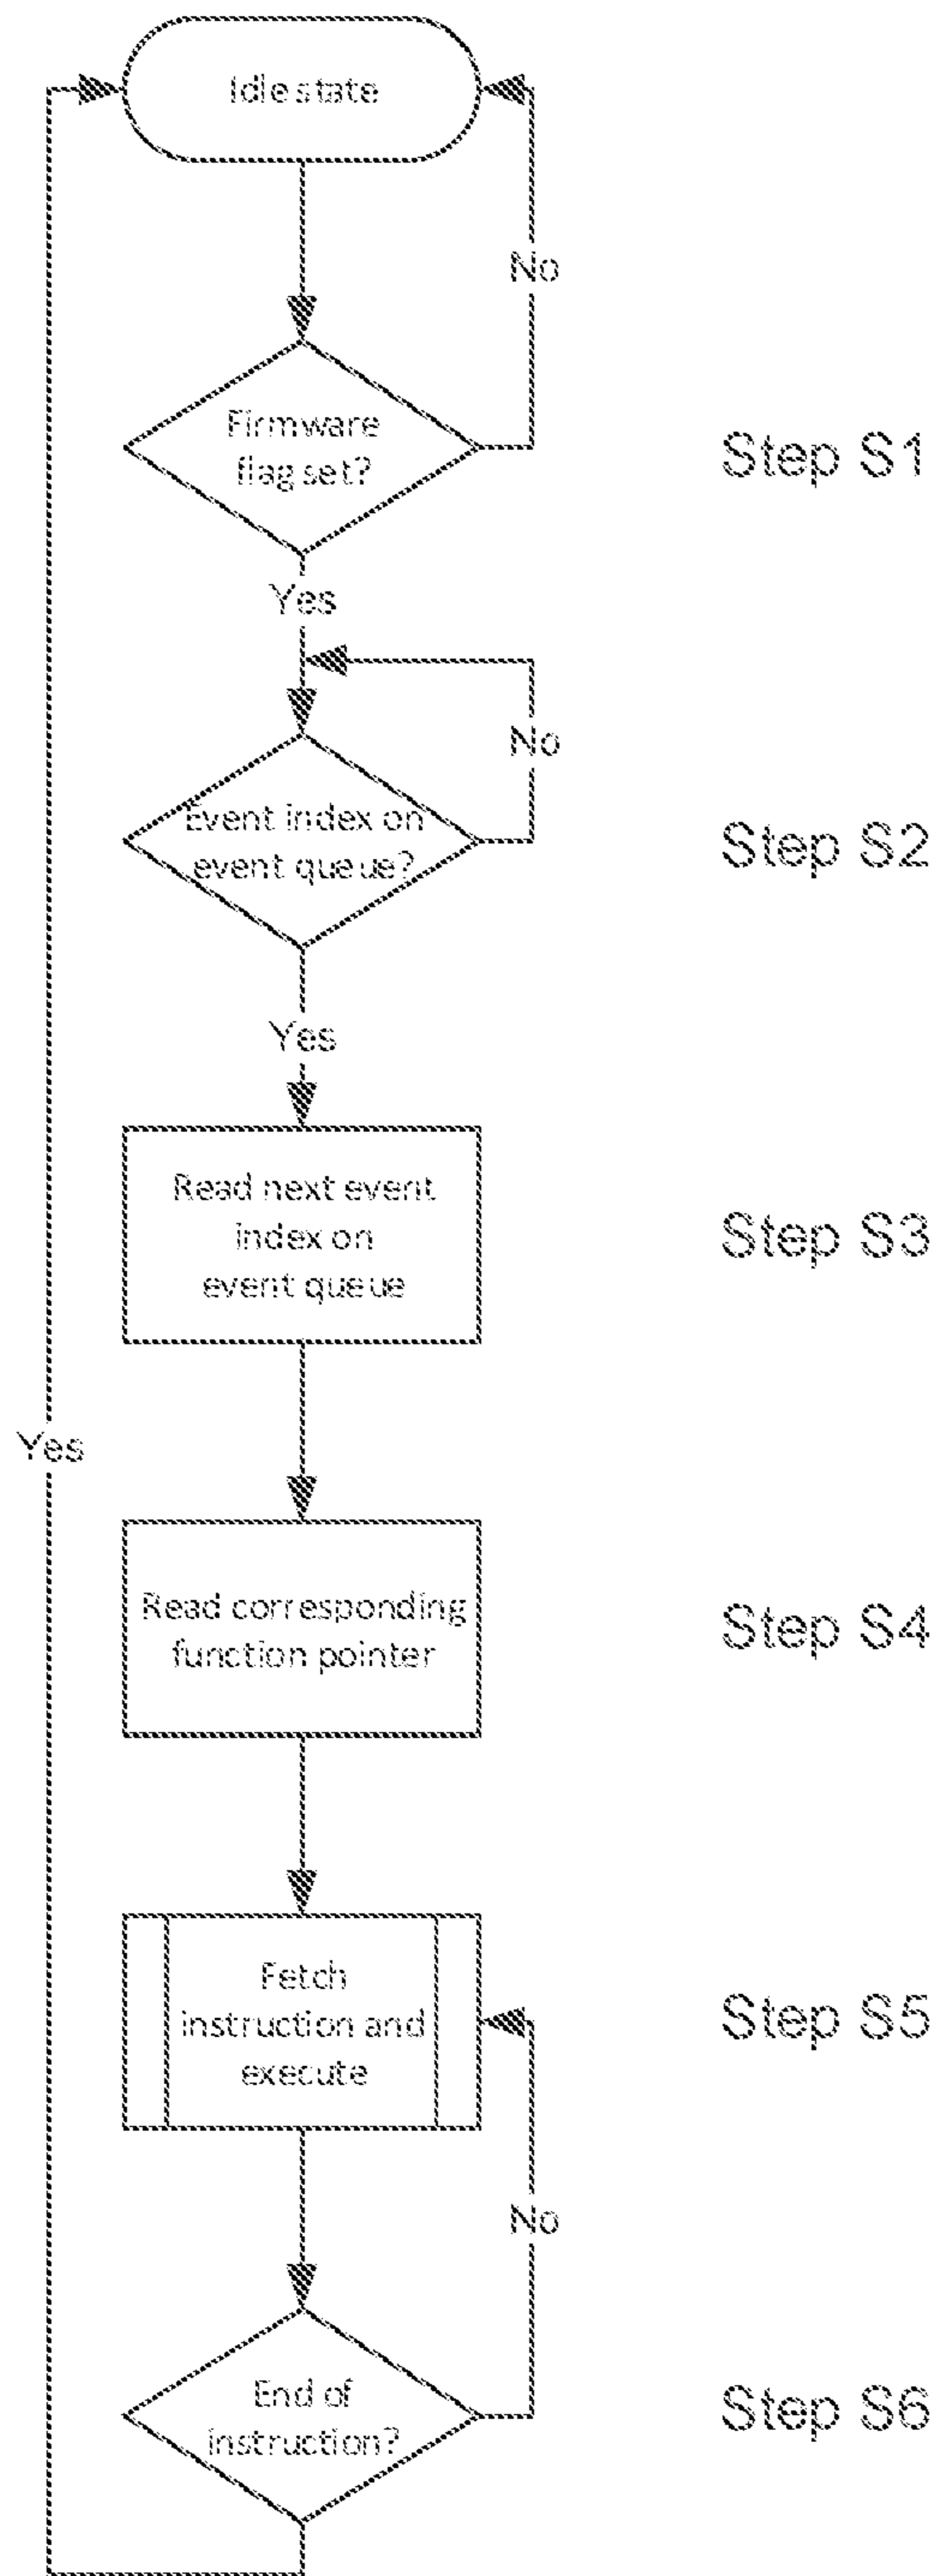 Idle state
No
Firmware
flag set?
Step S1
Yes
No
Event index on
event queue?
Step S2
Yes
Read next event
index on
event queue
Step S3
Yes
Read corresponding
function pointer
Step S4
Fetch
instruction and
execute
Step S5
No
End of
instruction?
Step S6